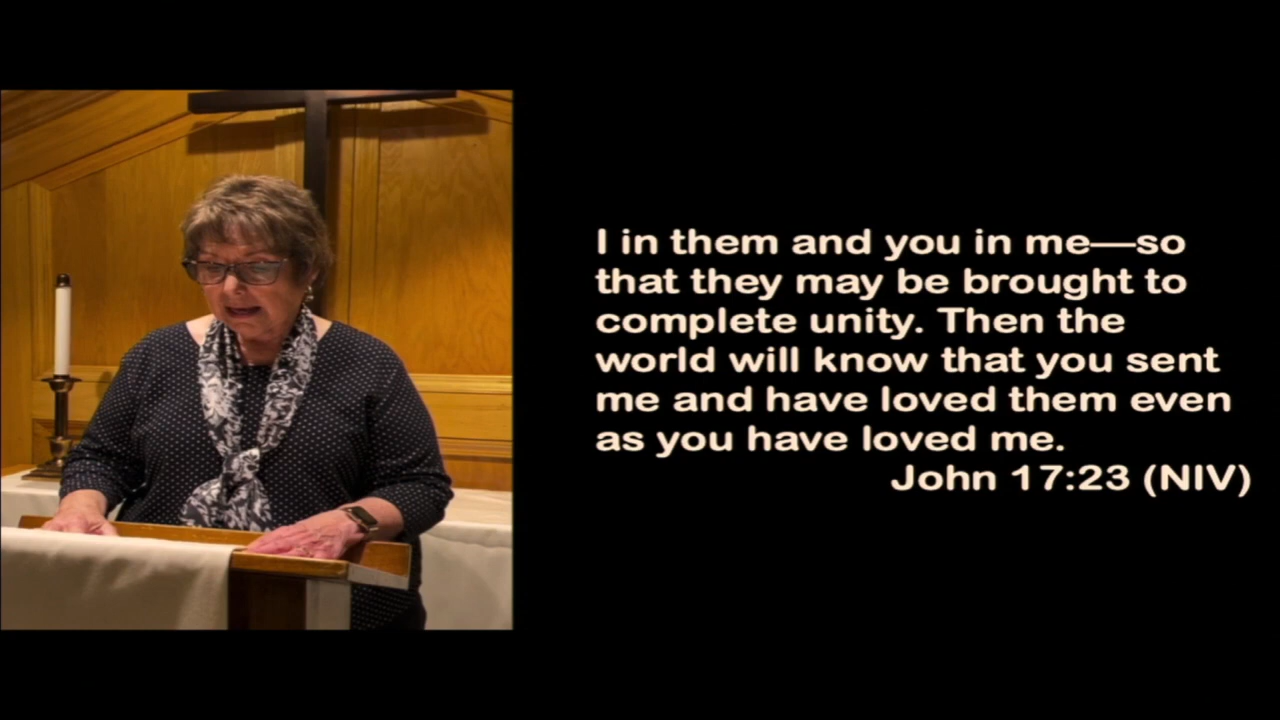 I in them and you in me—so
that they may be brought to
complete unity. Then the
world will know that you sent
me and have loved them even
as you have loved me.
John 17:23 (NIV)